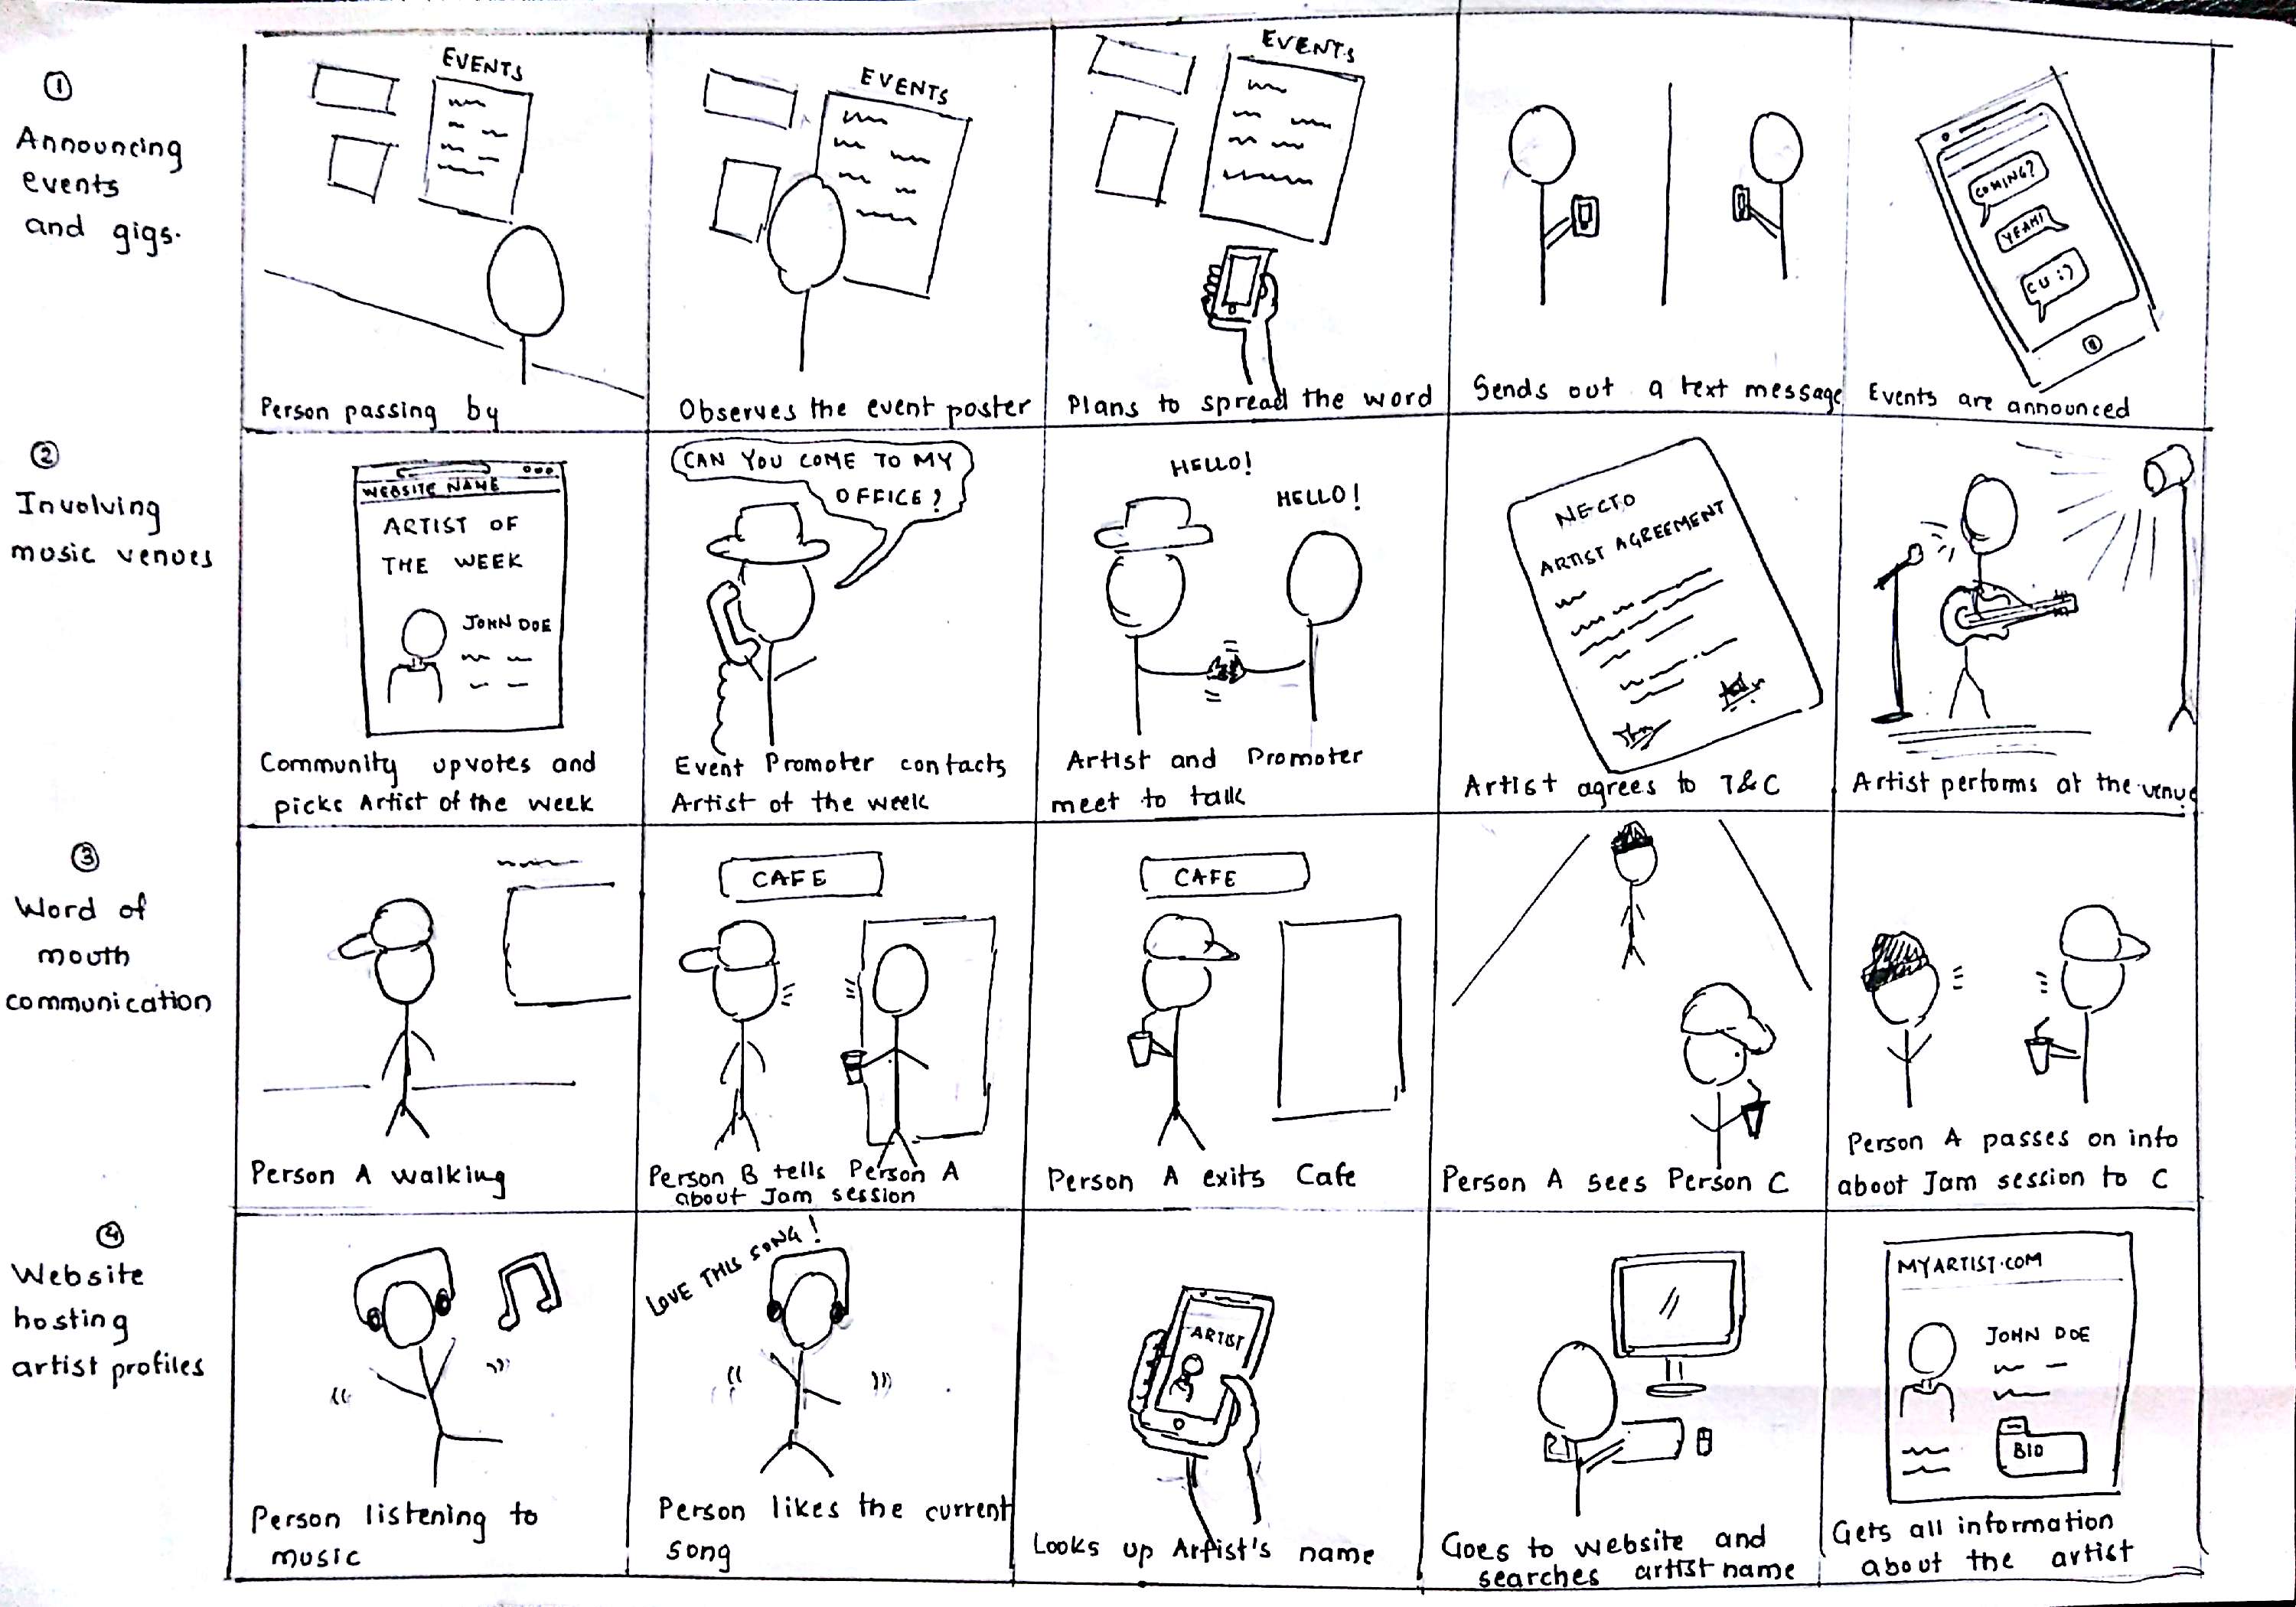 ①
Announcing
events
and gigs.
EVENTS
Person passing by
EVENTS
Observes the event poster
EVENTS
Plans to spread the word
Sends out a text message
COMING?
YEAH!
CU :)
Events are announced
②
Involving
music venues
WEBSITE NAME
ARTIST OF
THE WEEK
JOHN DOE
Community upvotes and
picks Artist of the week
CAN YOU COME TO MY
OFFICE?
Event Promoter contacts
Artist of the week
HELLO!
HELLO!
Artist and Promoter
meet to talk
NECTO
ARTIST AGREEMENT
Artist agrees to T&C
Artist performs at the venue
③
Word of
mouth
communication
Person A walking
CAFE
Person B tells Person A
about Jam session
CAFE
Person A exits Cafe
Person A sees Person C
Person A passes on info
about Jam session to C
④
Website
hosting
artist profiles
Person listening to
music
LOVE THIS SONG!
Person likes the current
song
ARTIST
Looks up Artist's name
Goes to website and
searches artist name
MYARTIST.COM
JOHN DOE
BIO
Gets all information
about the artist